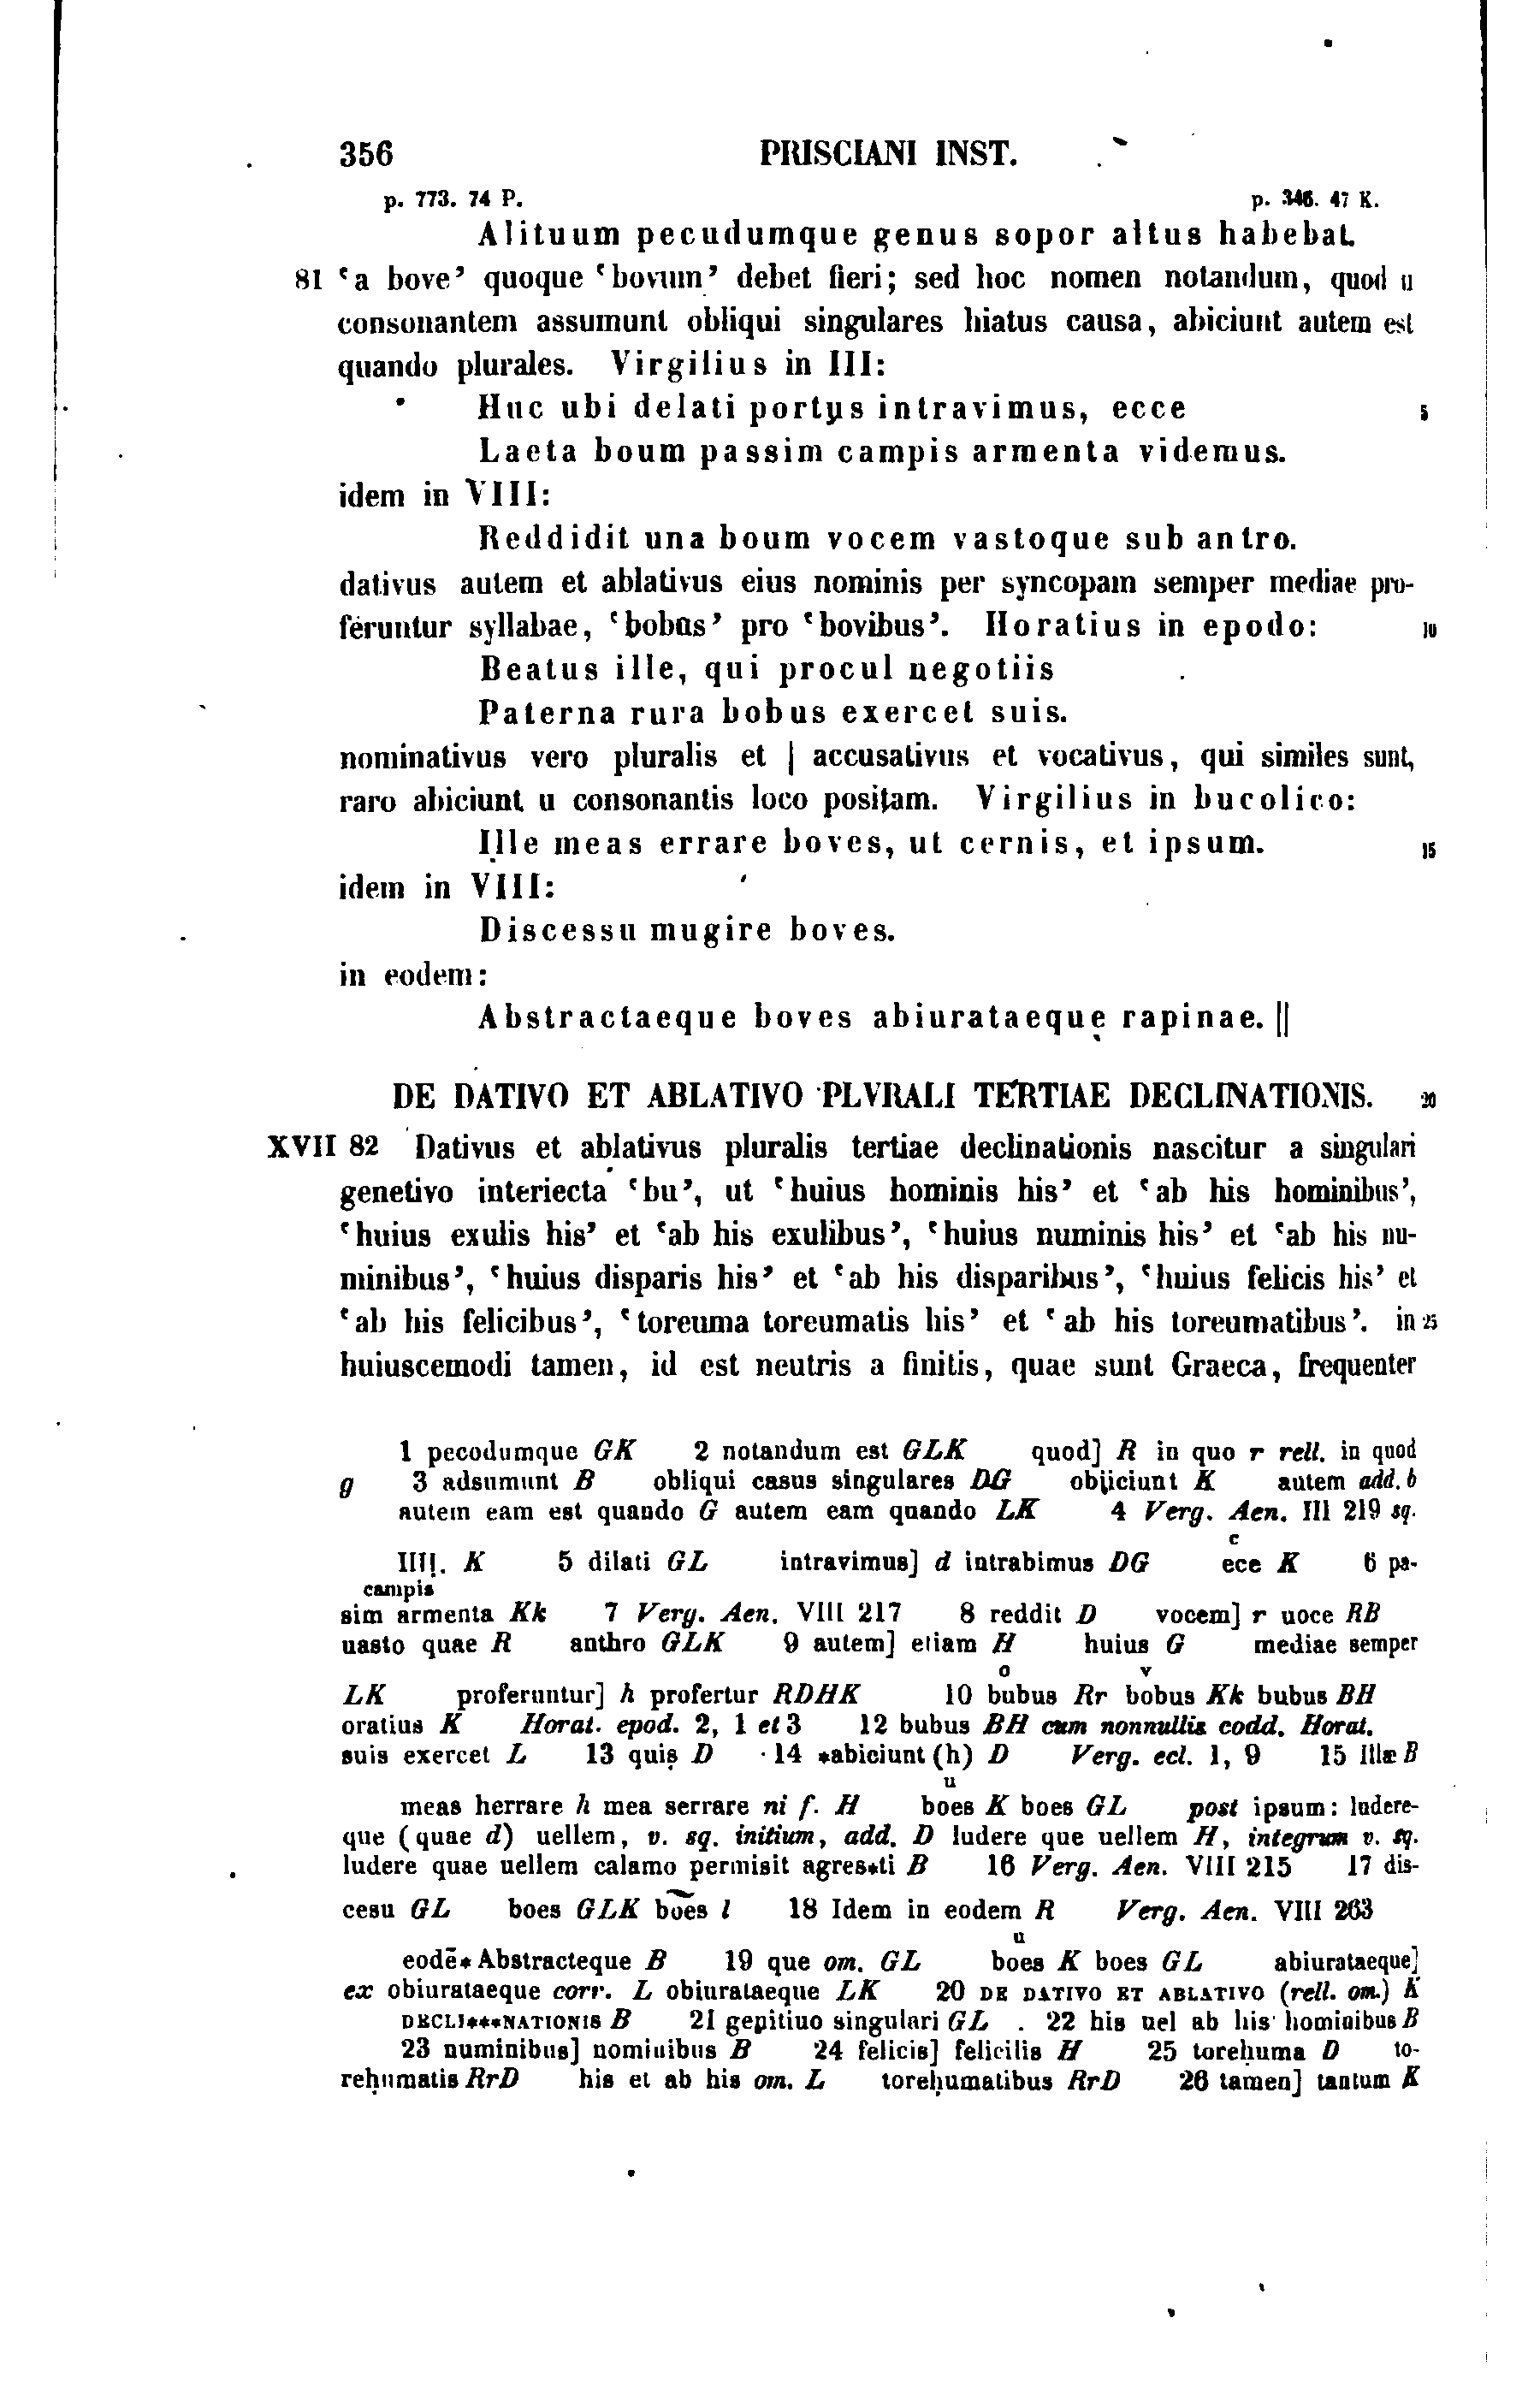 356 PRISCIANI INST.
p. 773. 74 P. p. 346. 47 K.
Alituum pecudumque genus sopor altus habebat.
81 ‘a bove’ quoque ‘bovum’ debet fieri; sed hoc nomen notandum, quod u
consonantem assumunt obliqui singulares hiatus causa, abiciunt autem est
quando plurales. Virgilius in III:
Huc ubi delati portus intravimus, ecce 5
Laeta boum passim campis armenta videmus.
idem in VIII:
Reddidit una boum vocem vastoque sub antro.
dativus autem et ablativus eius nominis per syncopam semper mediae pro-
feruntur syllabae, ‘bobus’ pro ‘bovibus’. Horatius in epodo: 10
Beatus ille, qui procul negotiis
Paterna rura bobus exercet suis.
nominativus vero pluralis et | accusativus et vocativus, qui similes sunt,
raro abiciunt u consonantis loco positam. Virgilius in bucolico:
Ille meas errare boves, ut cernis, et ipsum. 15
idem in VIII:
Discessu mugire boves.
in eodem:
Abstractaeque boves abiurataeque rapinae. ||
DE DATIVO ET ABLATIVO PLVRALI TERTIAE DECLINATIONIS. 20
XVII 82 Dativus et ablativus pluralis tertiae declinationis nascitur a singulari
genetivo interiecta ‘bu’, ut ‘huius hominis his’ et ‘ab his hominibus’,
‘huius exulis his’ et ‘ab his exulibus’, ‘huius numinis his’ et ‘ab his nu-
minibus’, ‘huius disparis his’ et ‘ab his disparibus’, ‘huius felicis his’ et
‘ab his felicibus’, ‘toreuma toreumatis his’ et ‘ab his toreumatibus’. in 25
huiuscemodi tamen, id est neutris a finitis, quae sunt Graeca, frequenter
1 pecodumque GK 2 notandum est GLK quod] R in quo r rell. in quod
g 3 adsumunt B obliqui casus singulares DG obiiciunt K autem add. b
autem eam est quando G autem eam quando LK 4 Verg. Aen. III 219 sq.
c
IIII. K 5 dilati GL intravimus] d intrabimus DG ece K 6 pa-
campis
sim armenta Kk 7 Verg. Aen. VIII 217 8 reddit D vocem] r uoce RB
uasto quae R anthro GLK 9 autem] etiam H huius G mediae semper
o v
LK proferuntur] h profertur RDHK 10 bubus Rr bobus Kk bubus BH
oratius K Horat. epod. 2, 1 et 3 12 bubus BH cum nonnullis codd. Horat.
suis exercet L 13 quis D 14 *abiciunt (h) D Verg. ecl. 1, 9 15 Illæ B
u
meas herrare h mea serrare ni f. H boes K boes GL post ipsum: ludere-
que (quae d) uellem, v. sq. initium, add. D ludere que uellem H, integrum v. sq.
ludere quae uellem calamo permisit agres*ti B 16 Verg. Aen. VIII 215 17 dis-
cesu GL boes GLK boes l 18 Idem in eodem R Verg. Aen. VIII 263
u
eodē* Abstracteque B 19 que om. GL boes K boes GL abiurataeque]
ex obiurataeque corr. L obiurataeque LK 20 DE DATIVO ET ABLATIVO (rell. om.) K
DECLI***NATIONIS B 21 genitiuo singulari GL 22 his uel ab his hominibus B
23 numinibus] nominibus B 24 felicis] felicilis H 25 torehuma D to-
reḥumatis RrD his et ab his om. L toreḥumatibus RrD 26 tamen] tantum K